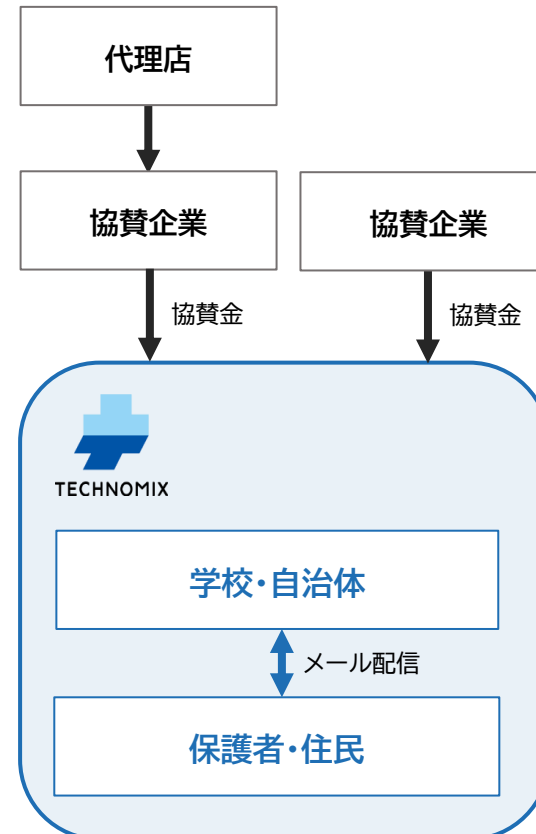 代理店
協賛企業
協賛企業
協賛金
協賛金
TECHNOMIX
学校・自治体
メール配信
保護者・住民